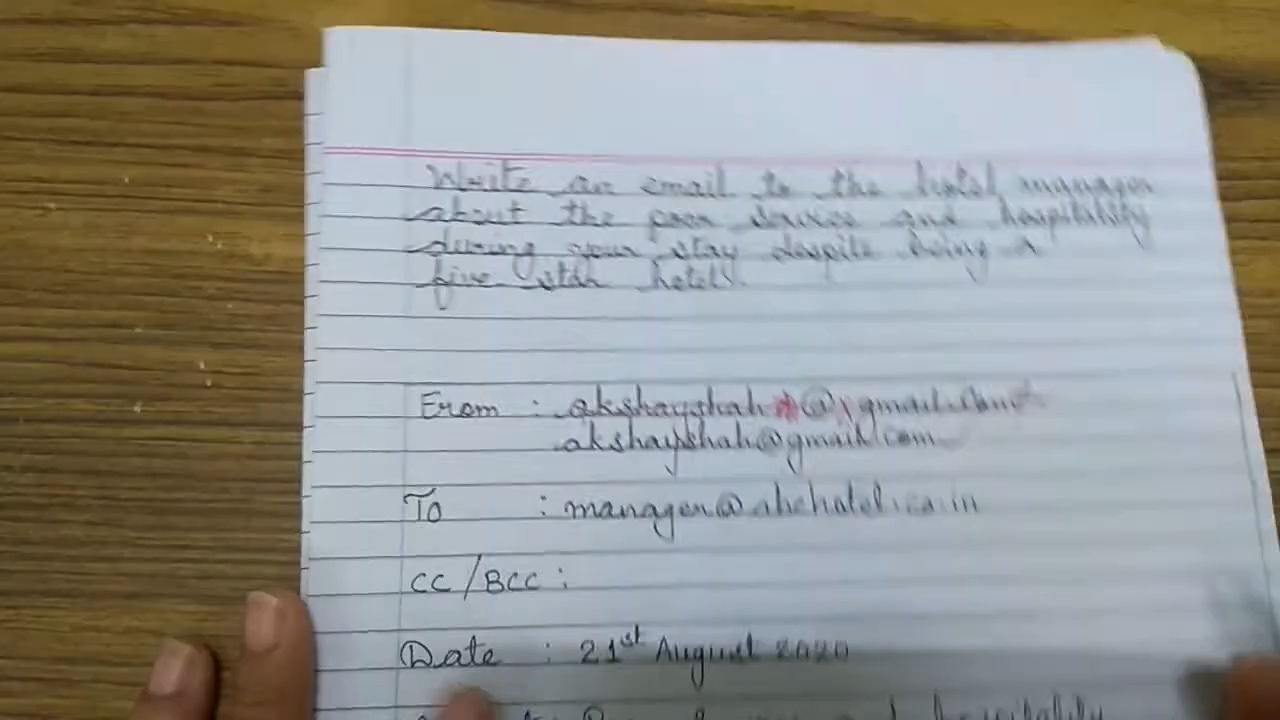 Write an email to the hotel manager
about the poor service and hospitality
during your stay despite being a
five star hotel.
From : akshayshah @ gmail.com
akshayshah@gmail.com
To : manager@abchotel.co.in
CC/BCC :
Date : 21st August 2020
hospitality